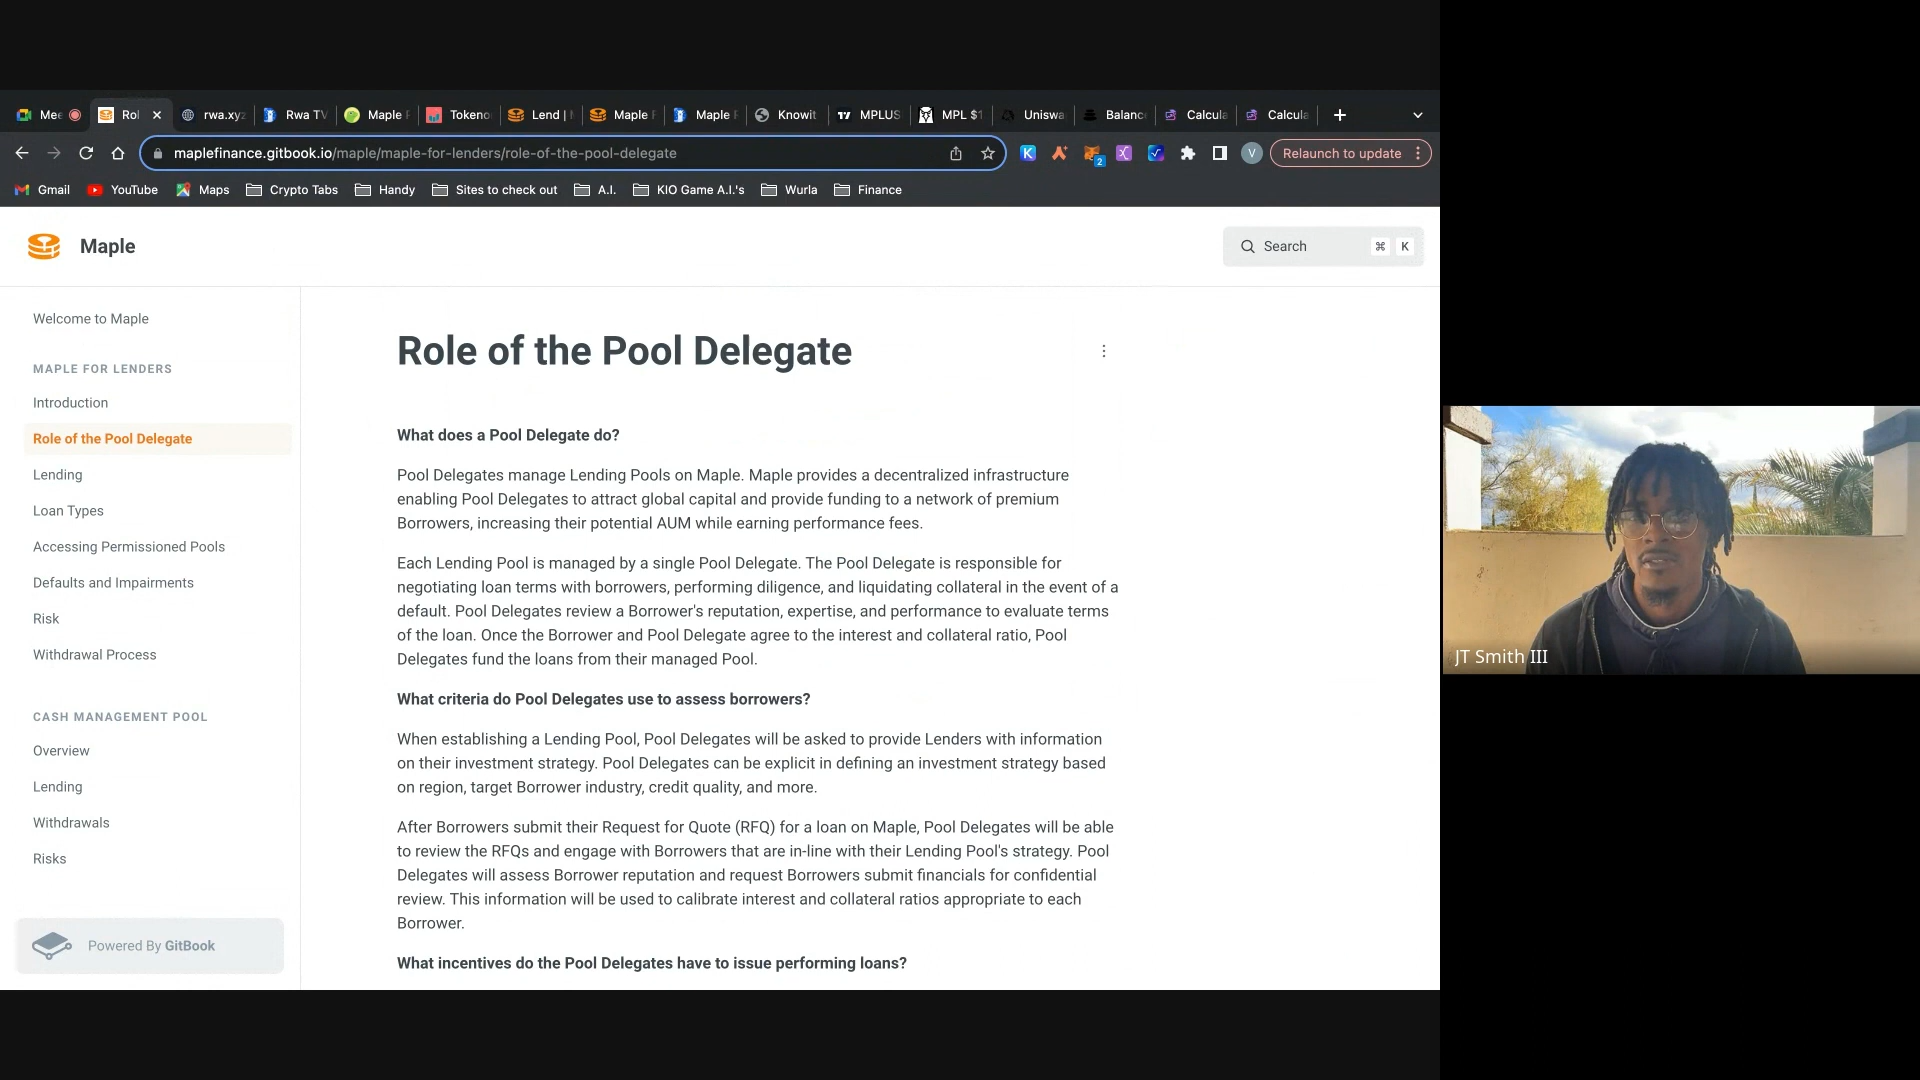 Mee
Rol
rwa.xyz
Rwa TV
Maple F
Tokeno
Lend |
Maple F
Maple F
Knowit
MPLUS
MPL $1
Uniswa
Balanc
Calcula
Calcula
maplefinance.gitbook.io/maple/maple-for-lenders/role-of-the-pool-delegate
2
V
Relaunch to update
Gmail
YouTube
Maps
Crypto Tabs
Handy
Sites to check out
A.I.
KIO Game A.I.'s
Wurla
Finance
Maple
Search
⌘ K
Welcome to Maple
MAPLE FOR LENDERS
Introduction
Role of the Pool Delegate
Lending
Loan Types
Accessing Permissioned Pools
Defaults and Impairments
Risk
Withdrawal Process
CASH MANAGEMENT POOL
Overview
Lending
Withdrawals
Risks
Powered By GitBook
Role of the Pool Delegate
What does a Pool Delegate do?
Pool Delegates manage Lending Pools on Maple. Maple provides a decentralized infrastructure
enabling Pool Delegates to attract global capital and provide funding to a network of premium
Borrowers, increasing their potential AUM while earning performance fees.
Each Lending Pool is managed by a single Pool Delegate. The Pool Delegate is responsible for
negotiating loan terms with borrowers, performing diligence, and liquidating collateral in the event of a
default. Pool Delegates review a Borrower's reputation, expertise, and performance to evaluate terms
of the loan. Once the Borrower and Pool Delegate agree to the interest and collateral ratio, Pool
Delegates fund the loans from their managed Pool.
What criteria do Pool Delegates use to assess borrowers?
When establishing a Lending Pool, Pool Delegates will be asked to provide Lenders with information
on their investment strategy. Pool Delegates can be explicit in defining an investment strategy based
on region, target Borrower industry, credit quality, and more.
After Borrowers submit their Request for Quote (RFQ) for a loan on Maple, Pool Delegates will be able
to review the RFQs and engage with Borrowers that are in-line with their Lending Pool's strategy. Pool
Delegates will assess Borrower reputation and request Borrowers submit financials for confidential
review. This information will be used to calibrate interest and collateral ratios appropriate to each
Borrower.
What incentives do the Pool Delegates have to issue performing loans?
JT Smith III